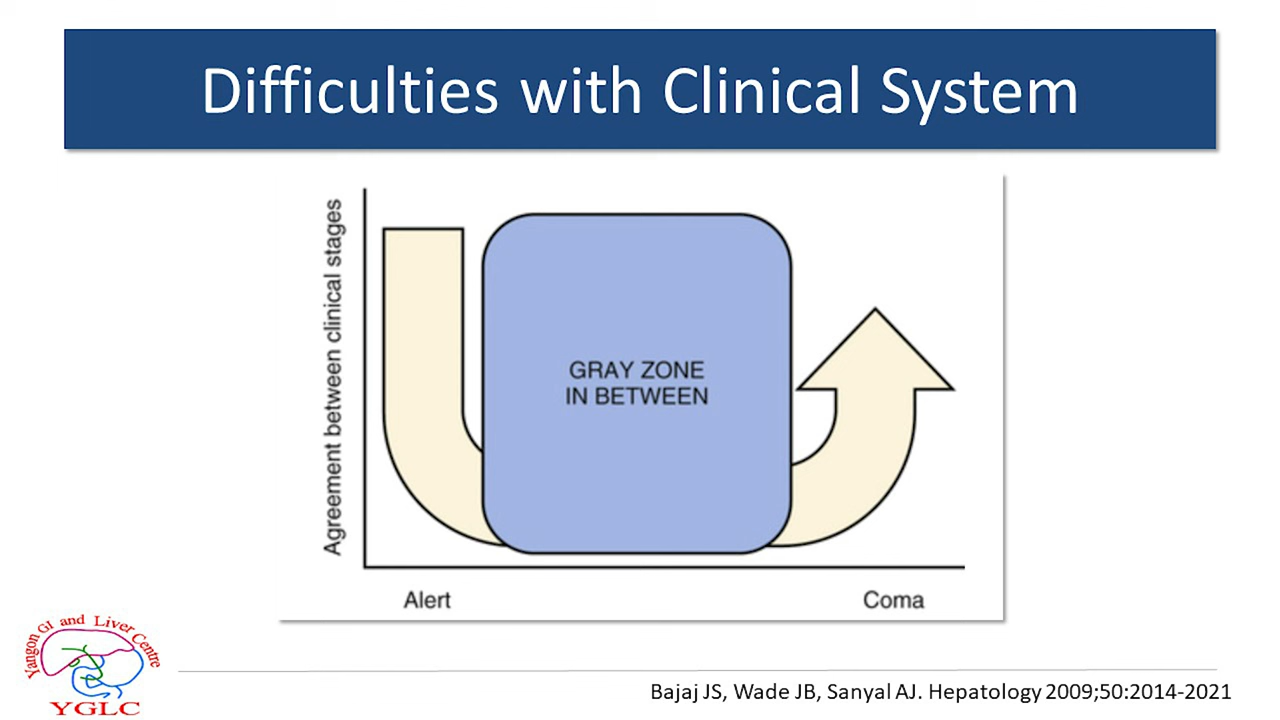 Difficulties with Clinical System
Agreement between clinical stages
GRAY ZONE
IN BETWEEN
Alert
Coma
Yangon GI and Liver Centre
YGLC
Bajaj JS, Wade JB, Sanyal AJ. Hepatology 2009;50:2014-2021